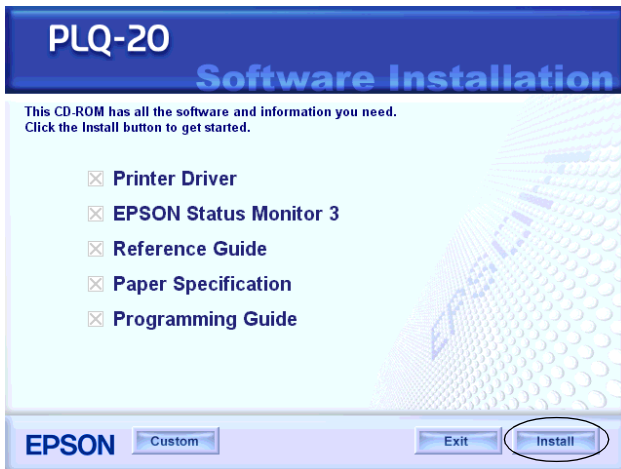 PLQ-20
Software Installation
This CD-ROM has all the software and information you need.
Click the Install button to get started.
Printer Driver
EPSON Status Monitor 3
Reference Guide
Paper Specification
Programming Guide
EPSON
EPSON
Custom
Exit
Install